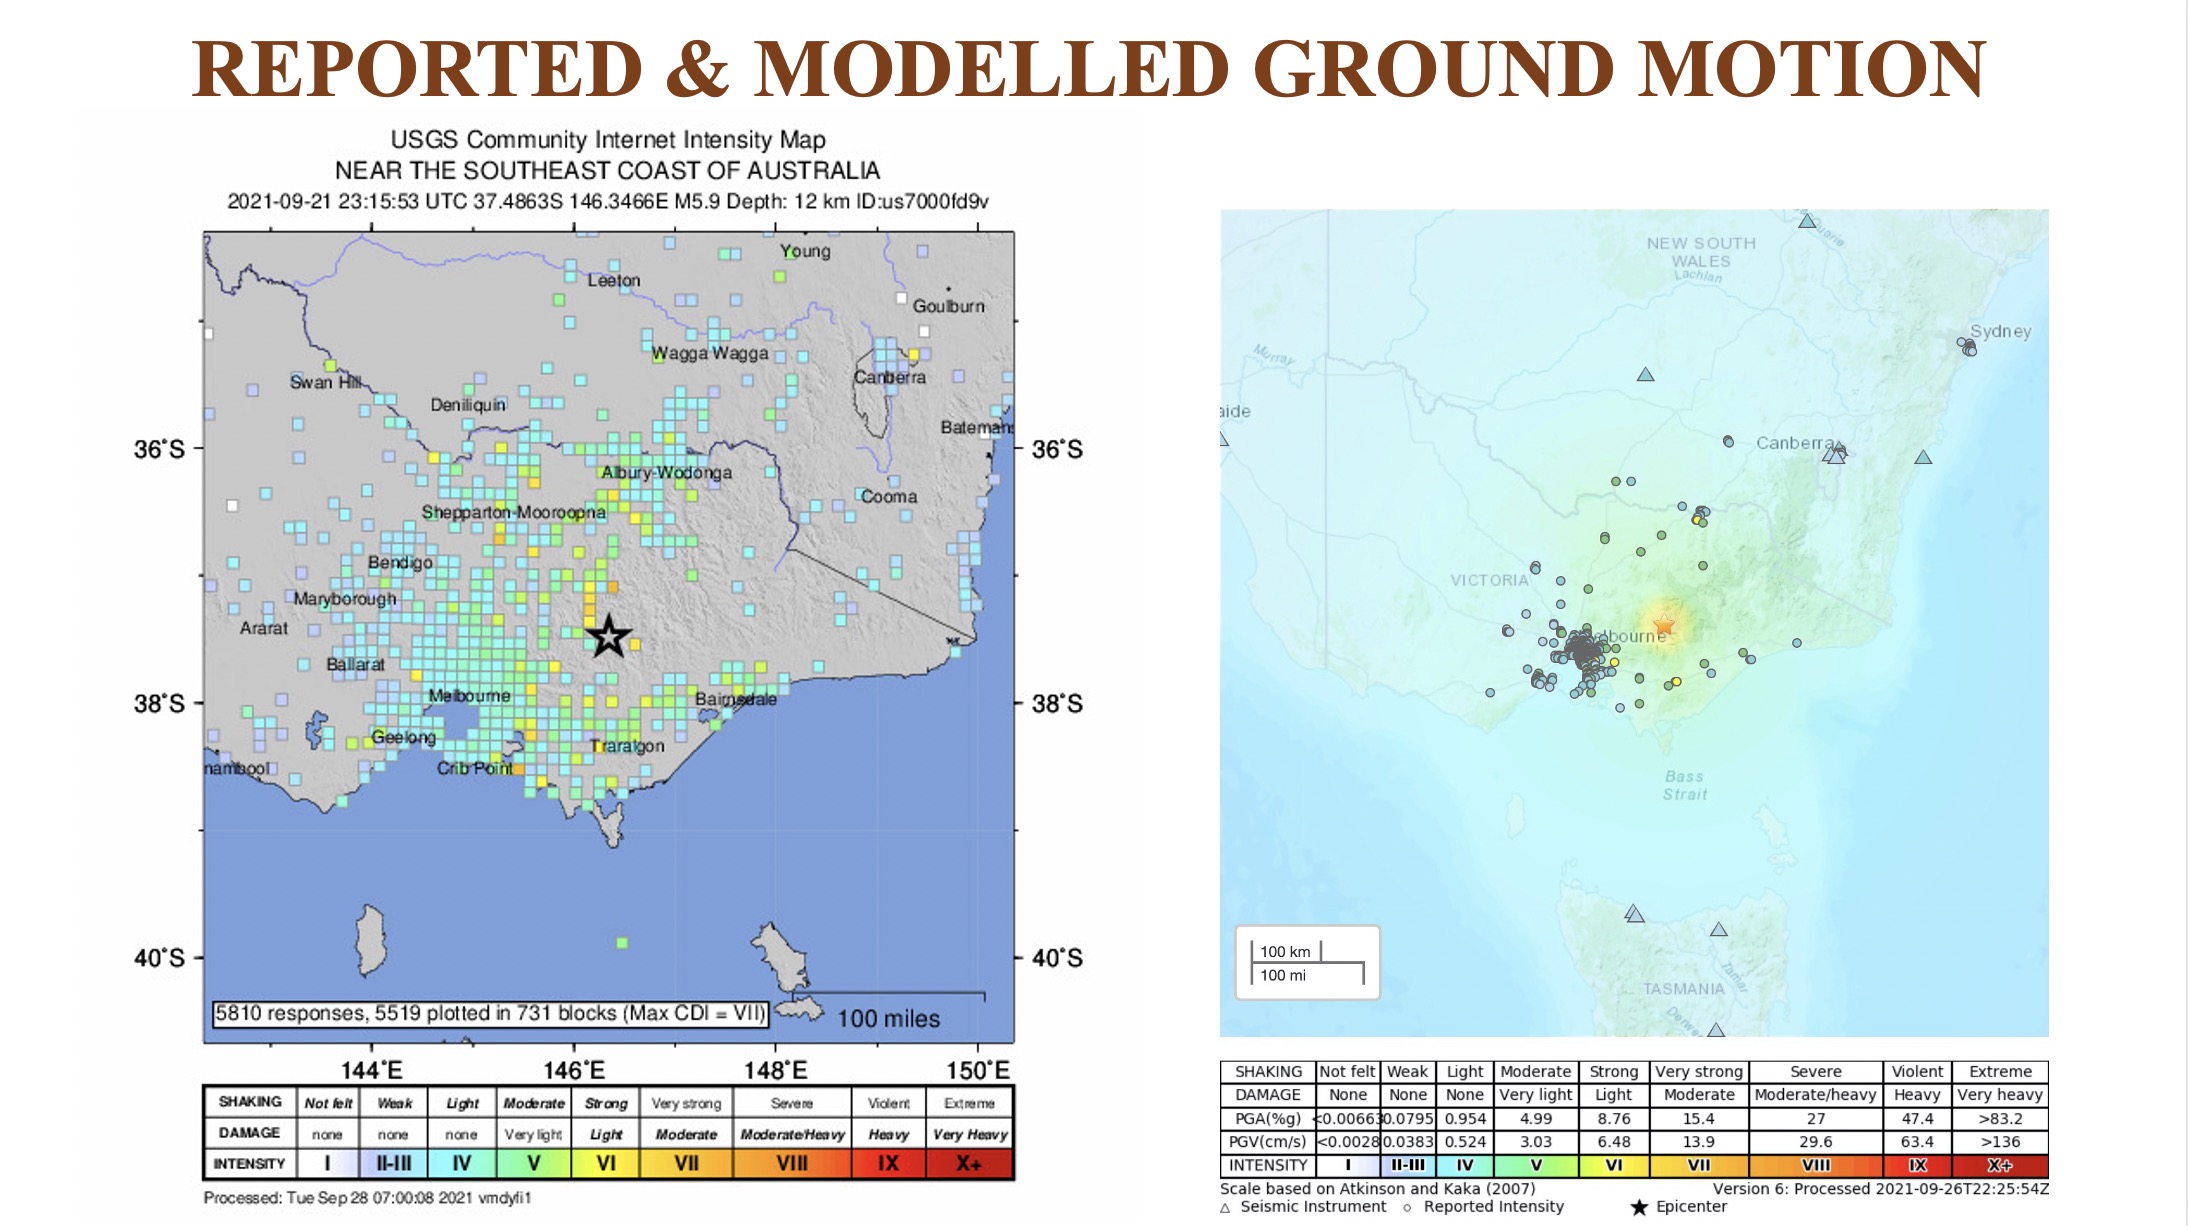 REPORTED & MODELLED GROUND MOTION
USGS Community Internet Intensity Map
NEAR THE SOUTHEAST COAST OF AUSTRALIA
2021-09-21 23:15:53 UTC 37.4863S 146.3466E M5.9 Depth: 12 km ID:us7000fd9v
Young
Leeton
Goulburn
Wagga Wagga
Swan Hill
Canberra
Deniliquin
Batemans
36°S
36°S
Albury-Wodonga
Cooma
Shepparton-Mooroopna
Bendigo
Maryborough
Ararat
Ballarat
Melbourne
Bairnsdale
38°S
38°S
Geelong
Traralgon
nambool
Crib Point
40°S
40°S
5810 responses, 5519 plotted in 731 blocks (Max CDI = VII)
100 miles
144°E 146°E 148°E 150°E
SHAKING Not felt Weak Light Moderate Strong Very strong Severe Violent Extreme
DAMAGE none none none Very light Light Moderate Moderate/Heavy Heavy Very Heavy
INTENSITY I II-III IV V VI VII VIII IX X+
Processed: Tue Sep 28 07:00:08 2021 vmdyfi1
NEW SOUTH
WALES
Lachlan
Sydney
Murray
aide
Canberra
VICTORIA
elbourne
Bass
Strait
100 km
100 mi
Tamar
TASMANIA
Derwe
SHAKING Not felt Weak Light Moderate Strong Very strong Severe Violent Extreme
DAMAGE None None None Very light Light Moderate Moderate/heavy Heavy Very heavy
PGA(%g) <0.00663 0.0795 0.954 4.99 8.76 15.4 27 47.4 >83.2
PGV(cm/s) <0.0028 0.0383 0.524 3.03 6.48 13.9 29.6 63.4 >136
INTENSITY I II-III IV V VI VII VIII IX X+
Scale based on Atkinson and Kaka (2007)
Version 6: Processed 2021-09-26T22:25:54Z
Seismic Instrument Reported Intensity Epicenter